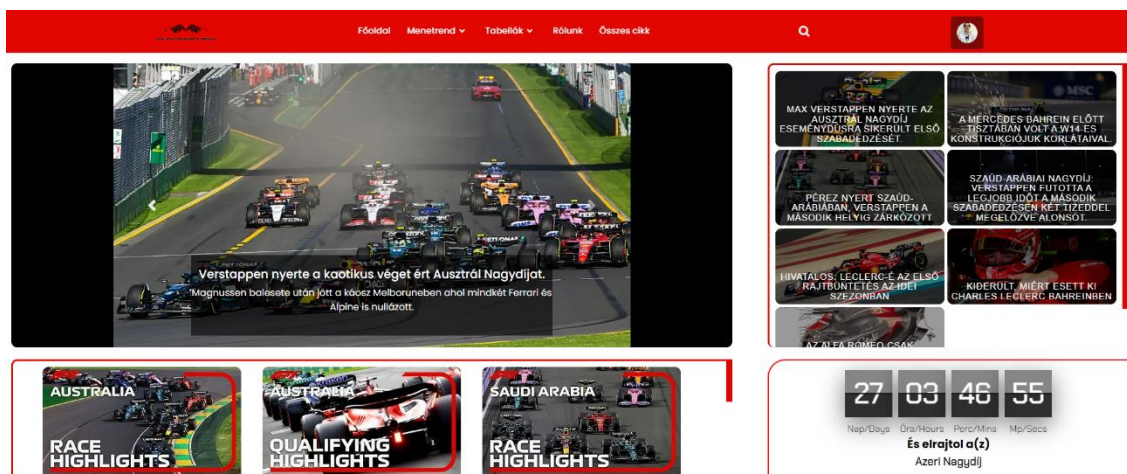 Főoldal Menetrend Tabellák Rólunk Összes cikk
Verstappen nyerte a kaotikus véget ért Ausztrál Nagydíjat.
Magnussen balesete után jött a káosz Melboruneben ahol mindkét Ferrari és
Alpine is nullázott.
MAX VERSTAPPEN NYERTE AZ
AUSZTRÁL NAGYDÍJ
ESEMÉNYDÚSRA SIKERÜLT ELSŐ
SZABADEDZÉSÉT.
A MERCEDES BAHREIN ELŐTT
TISZTÁBAN VOLT A W14-ES
KONSTRUKCIÓJUK KORLÁTAIVAL.
PÉREZ NYERT SZAÚD-
ARÁBIÁBAN, VERSTAPPEN A
MÁSODIK HELYIG ZÁRKÓZOTT
SZAÚD-ARÁBIAI NAGYDÍJ:
VERSTAPPEN FUTOTTA A
LEGJOBB IDŐT A MÁSODIK
SZABADEDZÉSEN KÉT TIZEDDEL
MEGELŐZVE ALONSÓT.
HIVATALOS: LECLERC-É AZ ELSŐ
RAJTBÜNTETÉS AZ IDEI
SZEZONBAN
KIDERÜLT, MIÉRT ESETT KI
CHARLES LECLERC BAHREINBEN
AZ ALFA ROMEO CSAK
AUSTRALIA
RACE
HIGHLIGHTS
AUSTRALIA
QUALIFYING
HIGHLIGHTS
SAUDI ARABIA
RACE
HIGHLIGHTS
27 03 46 55
Nap/Days Óra/Hours Perc/Mins Mp/Secs
És elrajtol a(z)
Azeri Nagydíj